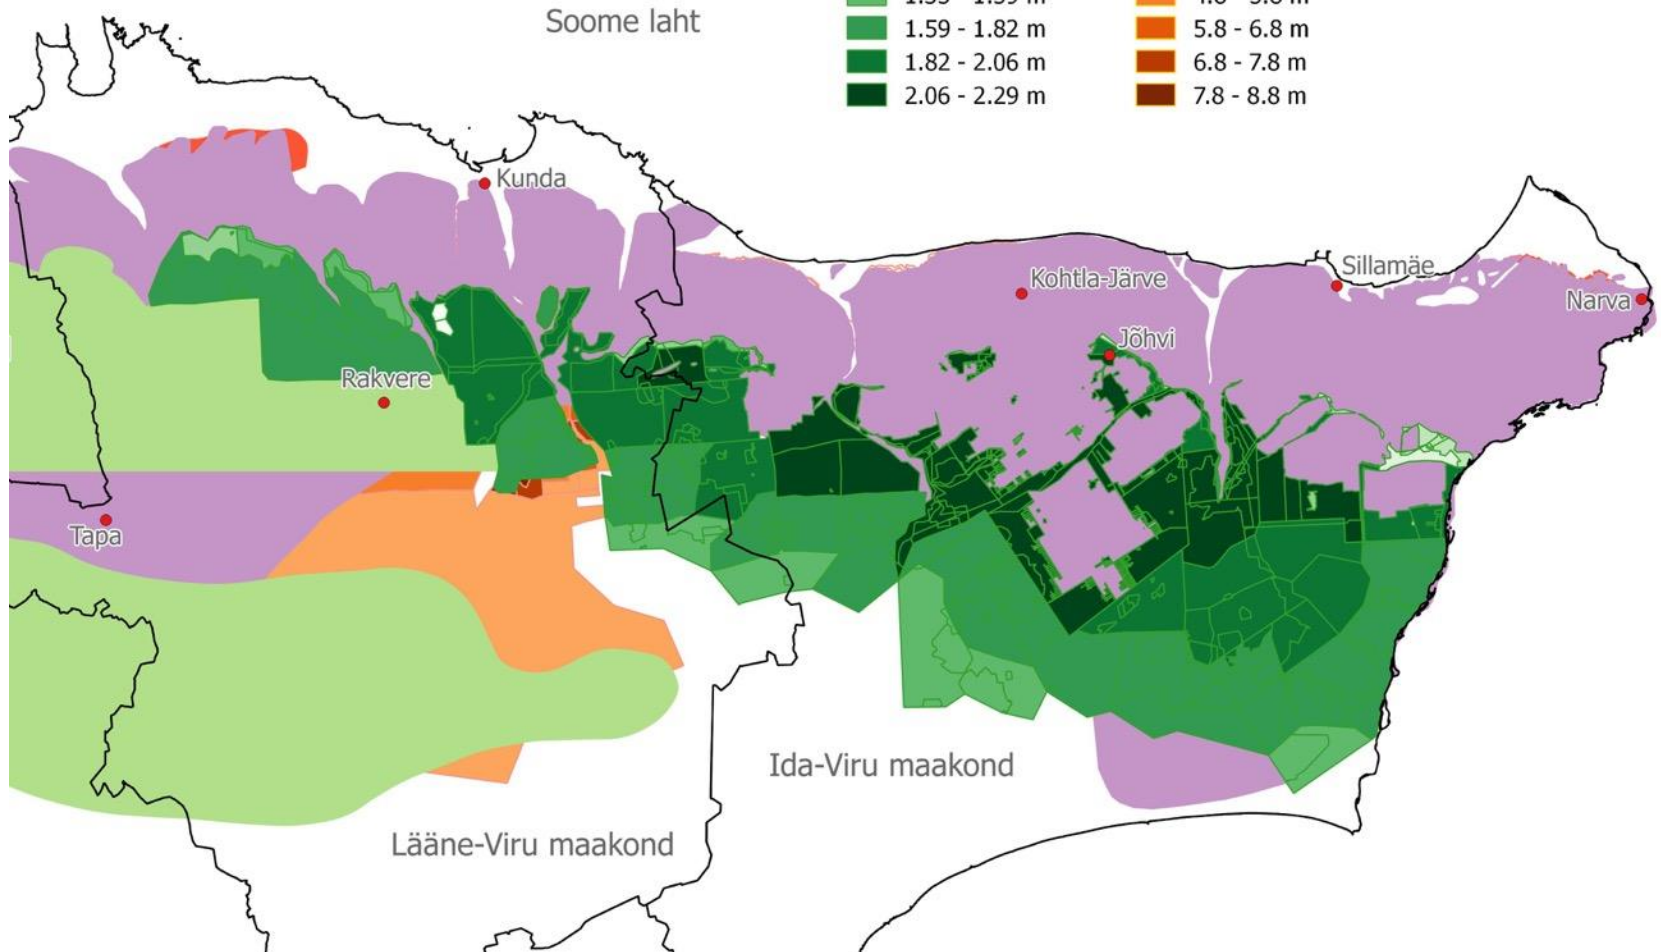 Soome laht
1.59 - 1.82 m
5.8 - 6.8 m
1.82 - 2.06 m
6.8 - 7.8 m
2.06 - 2.29 m
7.8 - 8.8 m
Kunda
Kohtla-Järve
Sillamäe
Narva
Jõhvi
Rakvere
Tapa
Ida-Viru maakond
Lääne-Viru maakond